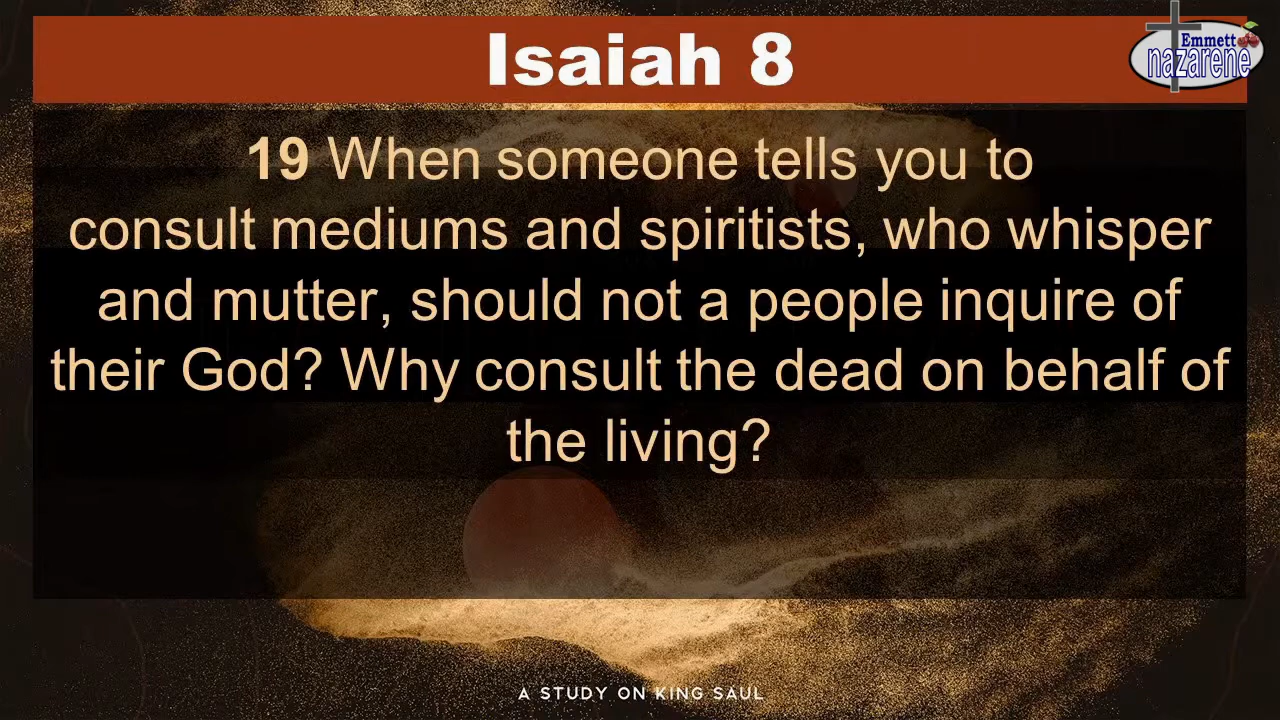 Isaiah 8
Emmett
nazarene
19 When someone tells you to
consult mediums and spiritists, who whisper
and mutter, should not a people inquire of
their God? Why consult the dead on behalf of
the living?
A STUDY ON KING SAUL